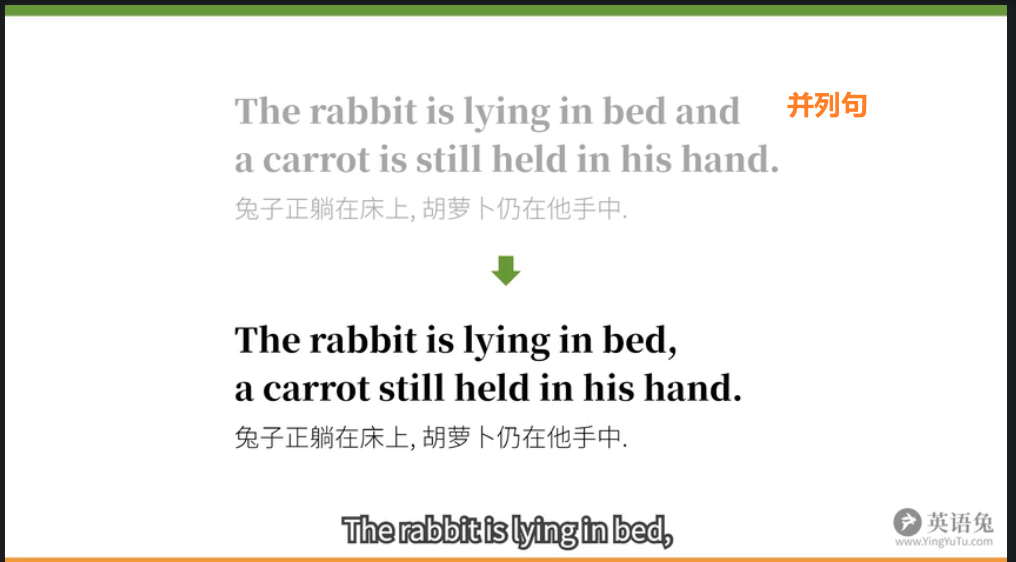 The rabbit is lying in bed and
并列句
a carrot is still held in his hand.
兔子正躺在床上, 胡萝卜仍在他手中.
The rabbit is lying in bed,
a carrot still held in his hand.
兔子正躺在床上, 胡萝卜仍在他手中.
The rabbit is lying in bed,
英语兔
www.YingYuTu.com